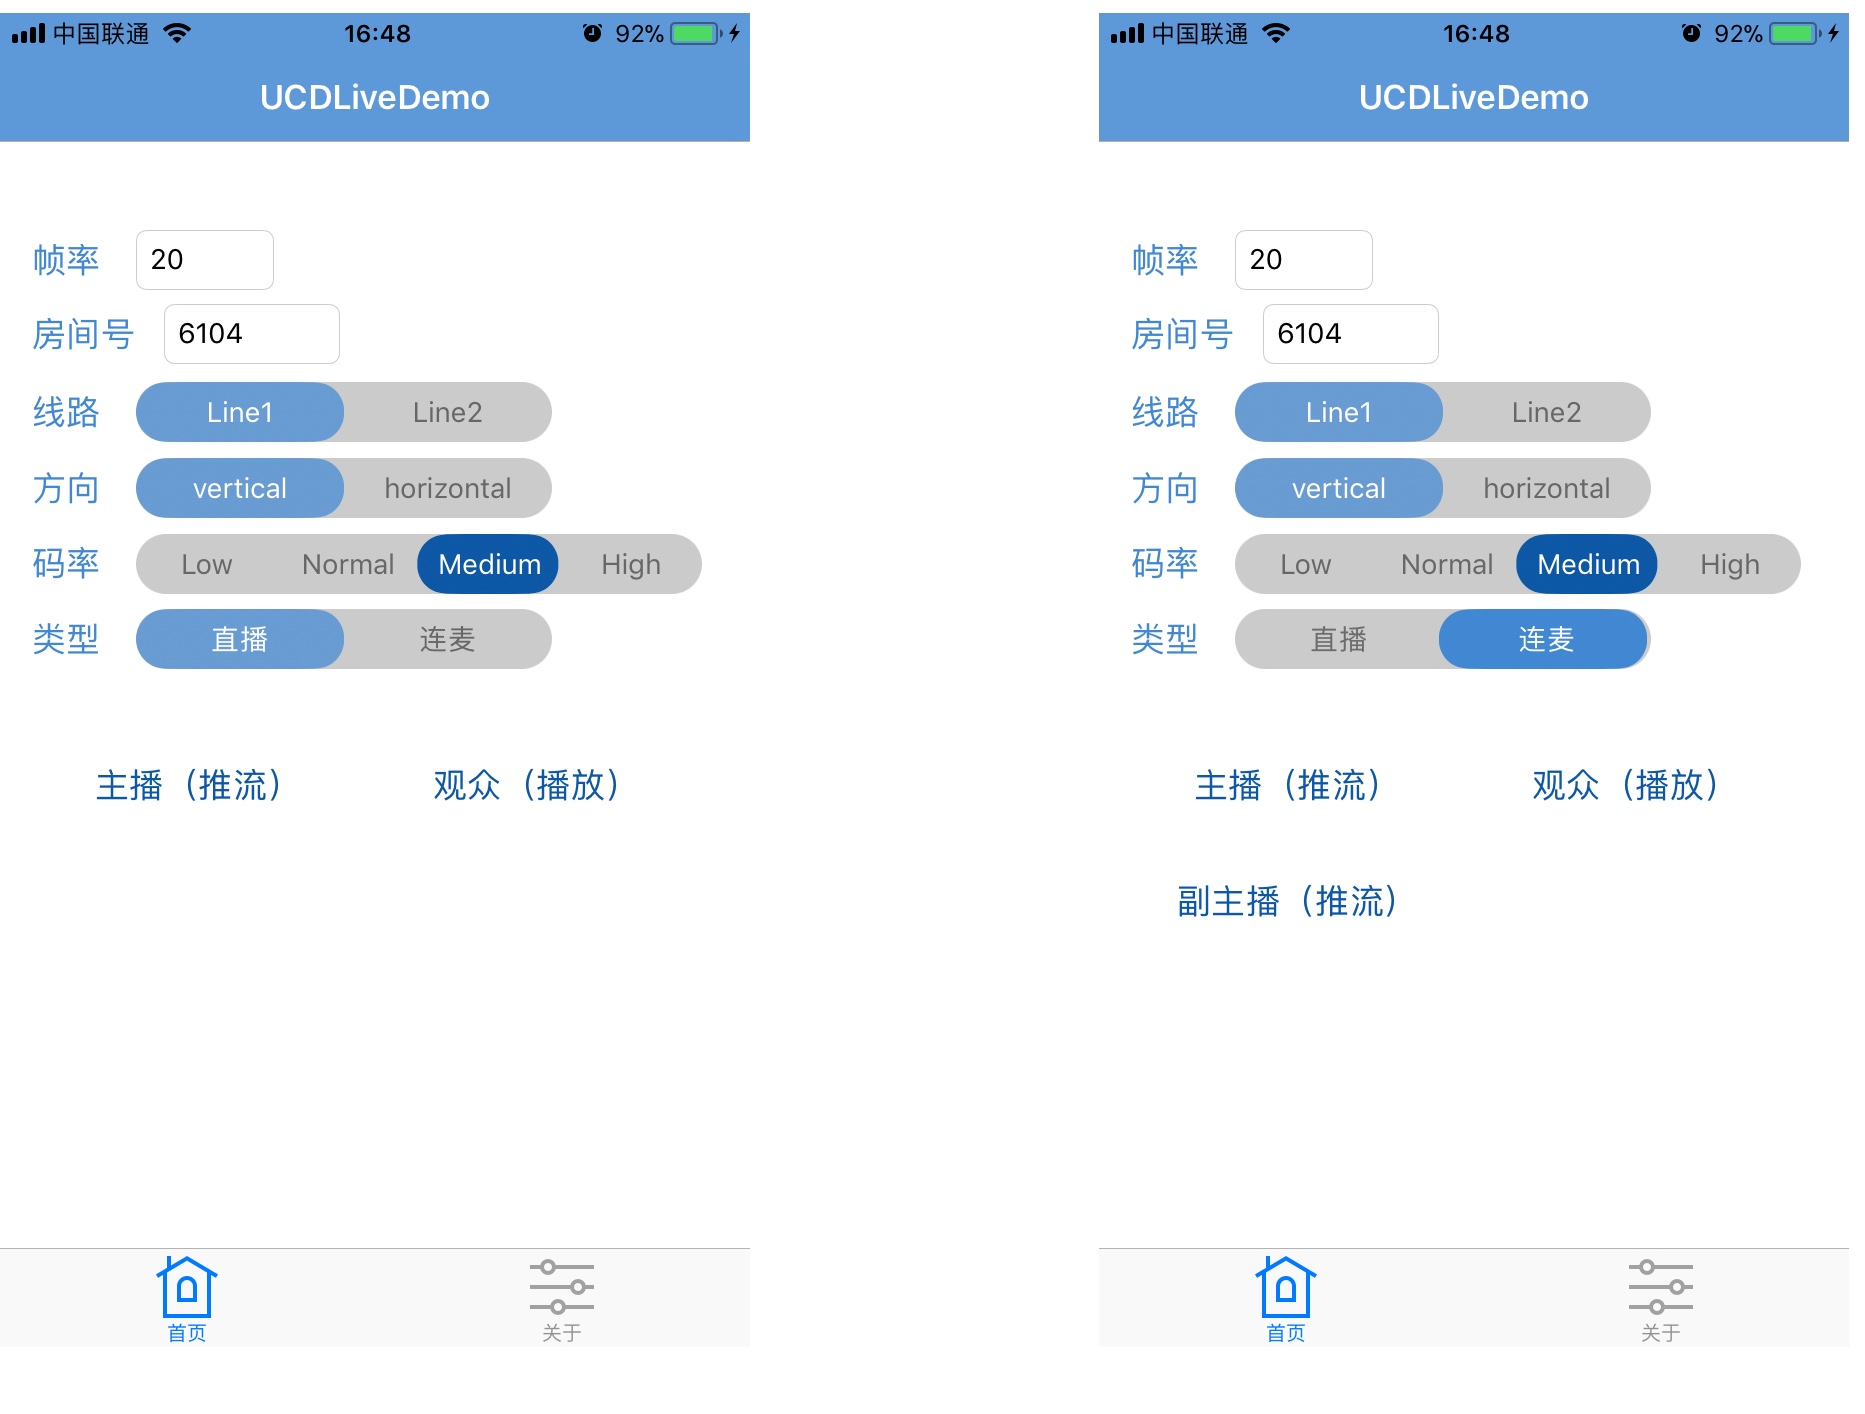 中国联通 16:48 92%
UCDLiveDemo
帧率 20
房间号 6104
线路 Line1 Line2
方向 vertical horizontal
码率 Low Normal Medium High
类型 直播 连麦
主播（推流） 观众（播放）
首页 关于
中国联通 16:48 92%
UCDLiveDemo
帧率 20
房间号 6104
线路 Line1 Line2
方向 vertical horizontal
码率 Low Normal Medium High
类型 直播 连麦
主播（推流） 观众（播放）
副主播（推流）
首页 关于